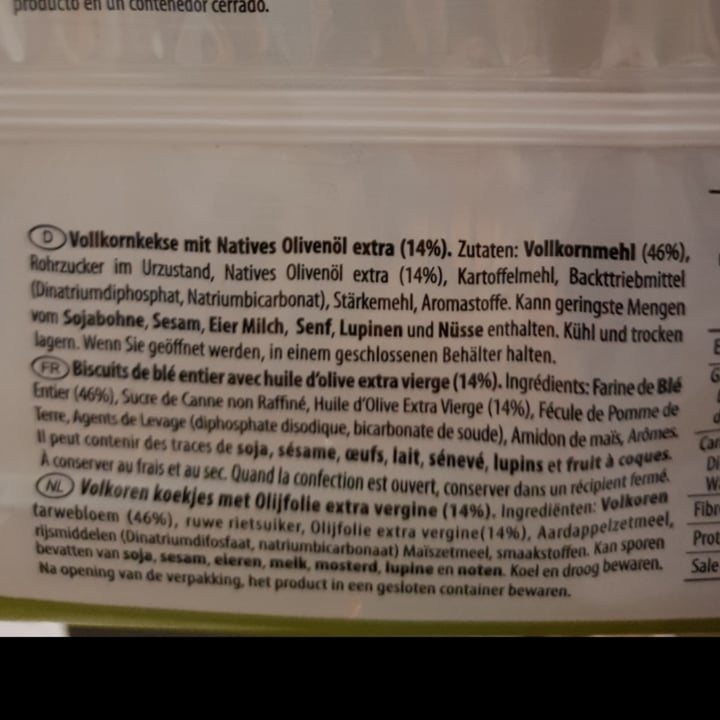 producto en un contenedor cerrado.
D Vollkornkekse mit Natives Olivenöl extra (14%). Zutaten: Vollkornmehl (46%),
Rohrzucker im Urzustand, Natives Olivenöl extra (14%), Kartoffelmehl, Backttriebmittel
(Dinatriumdiphosphat, Natriumbicarbonat), Stärkemehl, Aromastoffe. Kann geringste Mengen
vom Sojabohne, Sesam, Eier Milch, Senf, Lupinen und Nüsse enthalten. Kühl und trocken
lagern. Wenn Sie geöffnet werden, in einem geschlossenen Behälter halten.
FR Biscuits de blé entier avec huile d'olive extra vierge (14%). Ingrédients: Farine de Blé
Entier (46%), Sucre de Canne non Raffiné, Huile d'Olive Extra Vierge (14%), Fécule de Pomme de
Terre, Agents de Levage (diphosphate disodique, bicarbonate de soude), Amidon de maïs, Arômes.
Il peut contenir des traces de soja, sésame, œufs, lait, sénevé, lupins et fruit à coques.
À conserver au frais et au sec. Quand la confection est ouvert, conserver dans un récipient fermé.
NL Volkoren koekjes met Olijfolie extra vergine (14%). Ingrediënten: Volkoren
tarwebloem (46%), ruwe rietsuiker, Olijfolie extra vergine(14%), Aardappelzetmeel,
rijsmiddelen (Dinatriumdifosfaat, natriumbicarbonaat) Maïszetmeel, smaakstoffen. Kan sporen
bevatten van soja, sesam, eieren, melk, mosterd, lupine en noten. Koel en droog bewaren.
Na opening van de verpakking, het product in een gesloten container bewaren.
E
G
Car
Di
W
Fibr
Prot
Sale